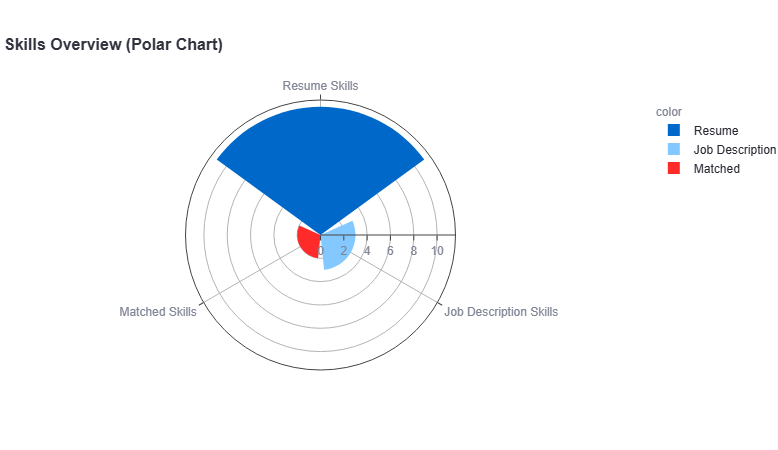 Skills Overview (Polar Chart)
Resume Skills
color
Resume
Job Description
Matched
0 2 4 6 8 10
Matched Skills
Job Description Skills